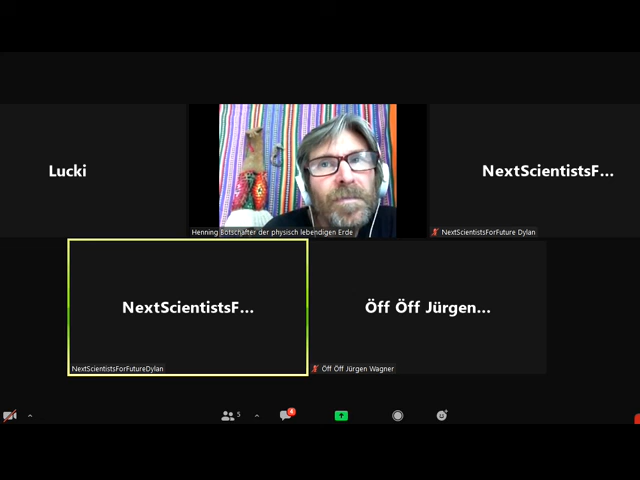 Lucki
NextScientistsF...
Henning Botschafter der physisch lebendigen Erde
NextScientistsForFuture Dylan
NextScientistsF...
Öff Öff Jürgen...
NextScientistsForFutureDylan
Öff Öff Jürgen Wagner
5
4